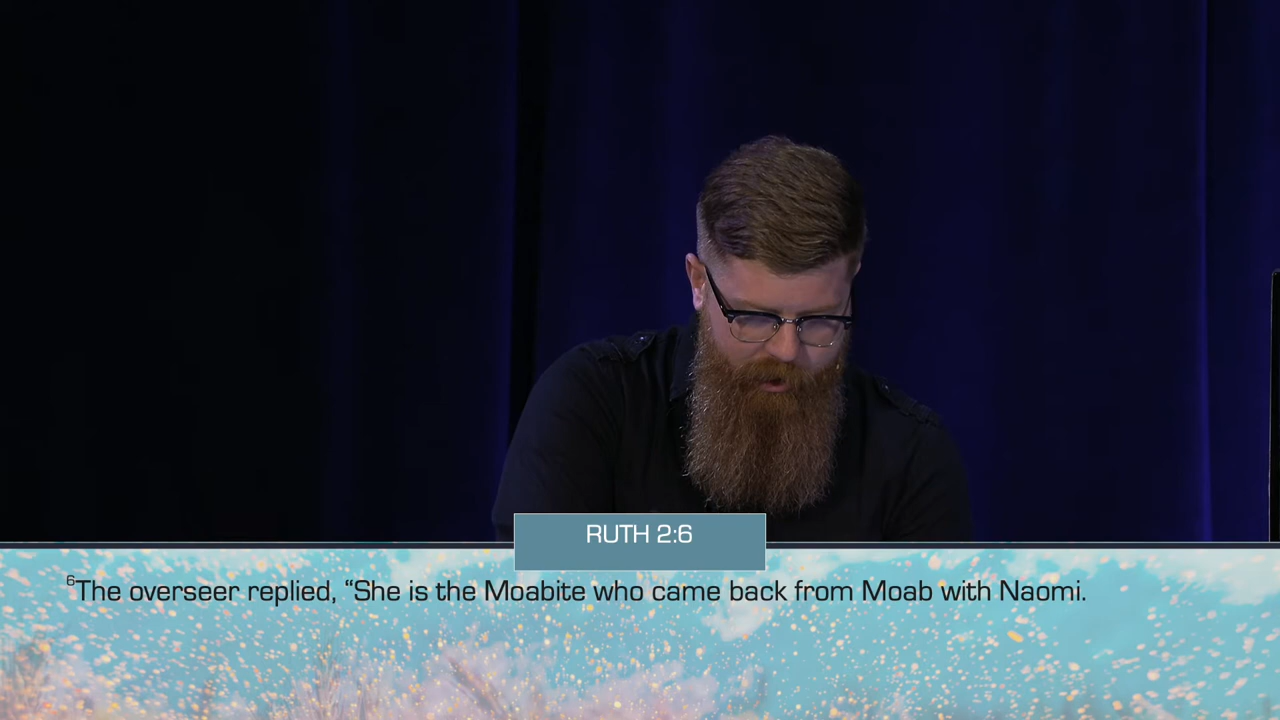 RUTH 2:6
⁶The overseer replied, “She is the Moabite who came back from Moab with Naomi.